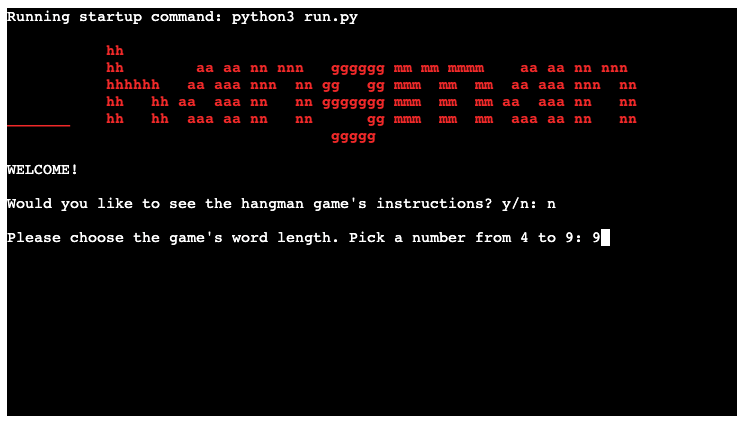 Running startup command: python3 run.py
           hh
           hh        aa aa nn nnn   gggggg mm mm mmmm    aa aa nn nnn
           hhhhhh   aa aaa nnn  nn gg   gg mmm  mm  mm  aa aaa nnn  nn
           hh   hh aa  aaa nn   nn ggggggg mmm  mm  mm aa  aaa nn   nn
_______    hh   hh  aaa aa nn   nn      gg mmm  mm  mm  aaa aa nn   nn
                                    ggggg
WELCOME!
Would you like to see the hangman game's instructions? y/n: n
Please choose the game's word length. Pick a number from 4 to 9: 9